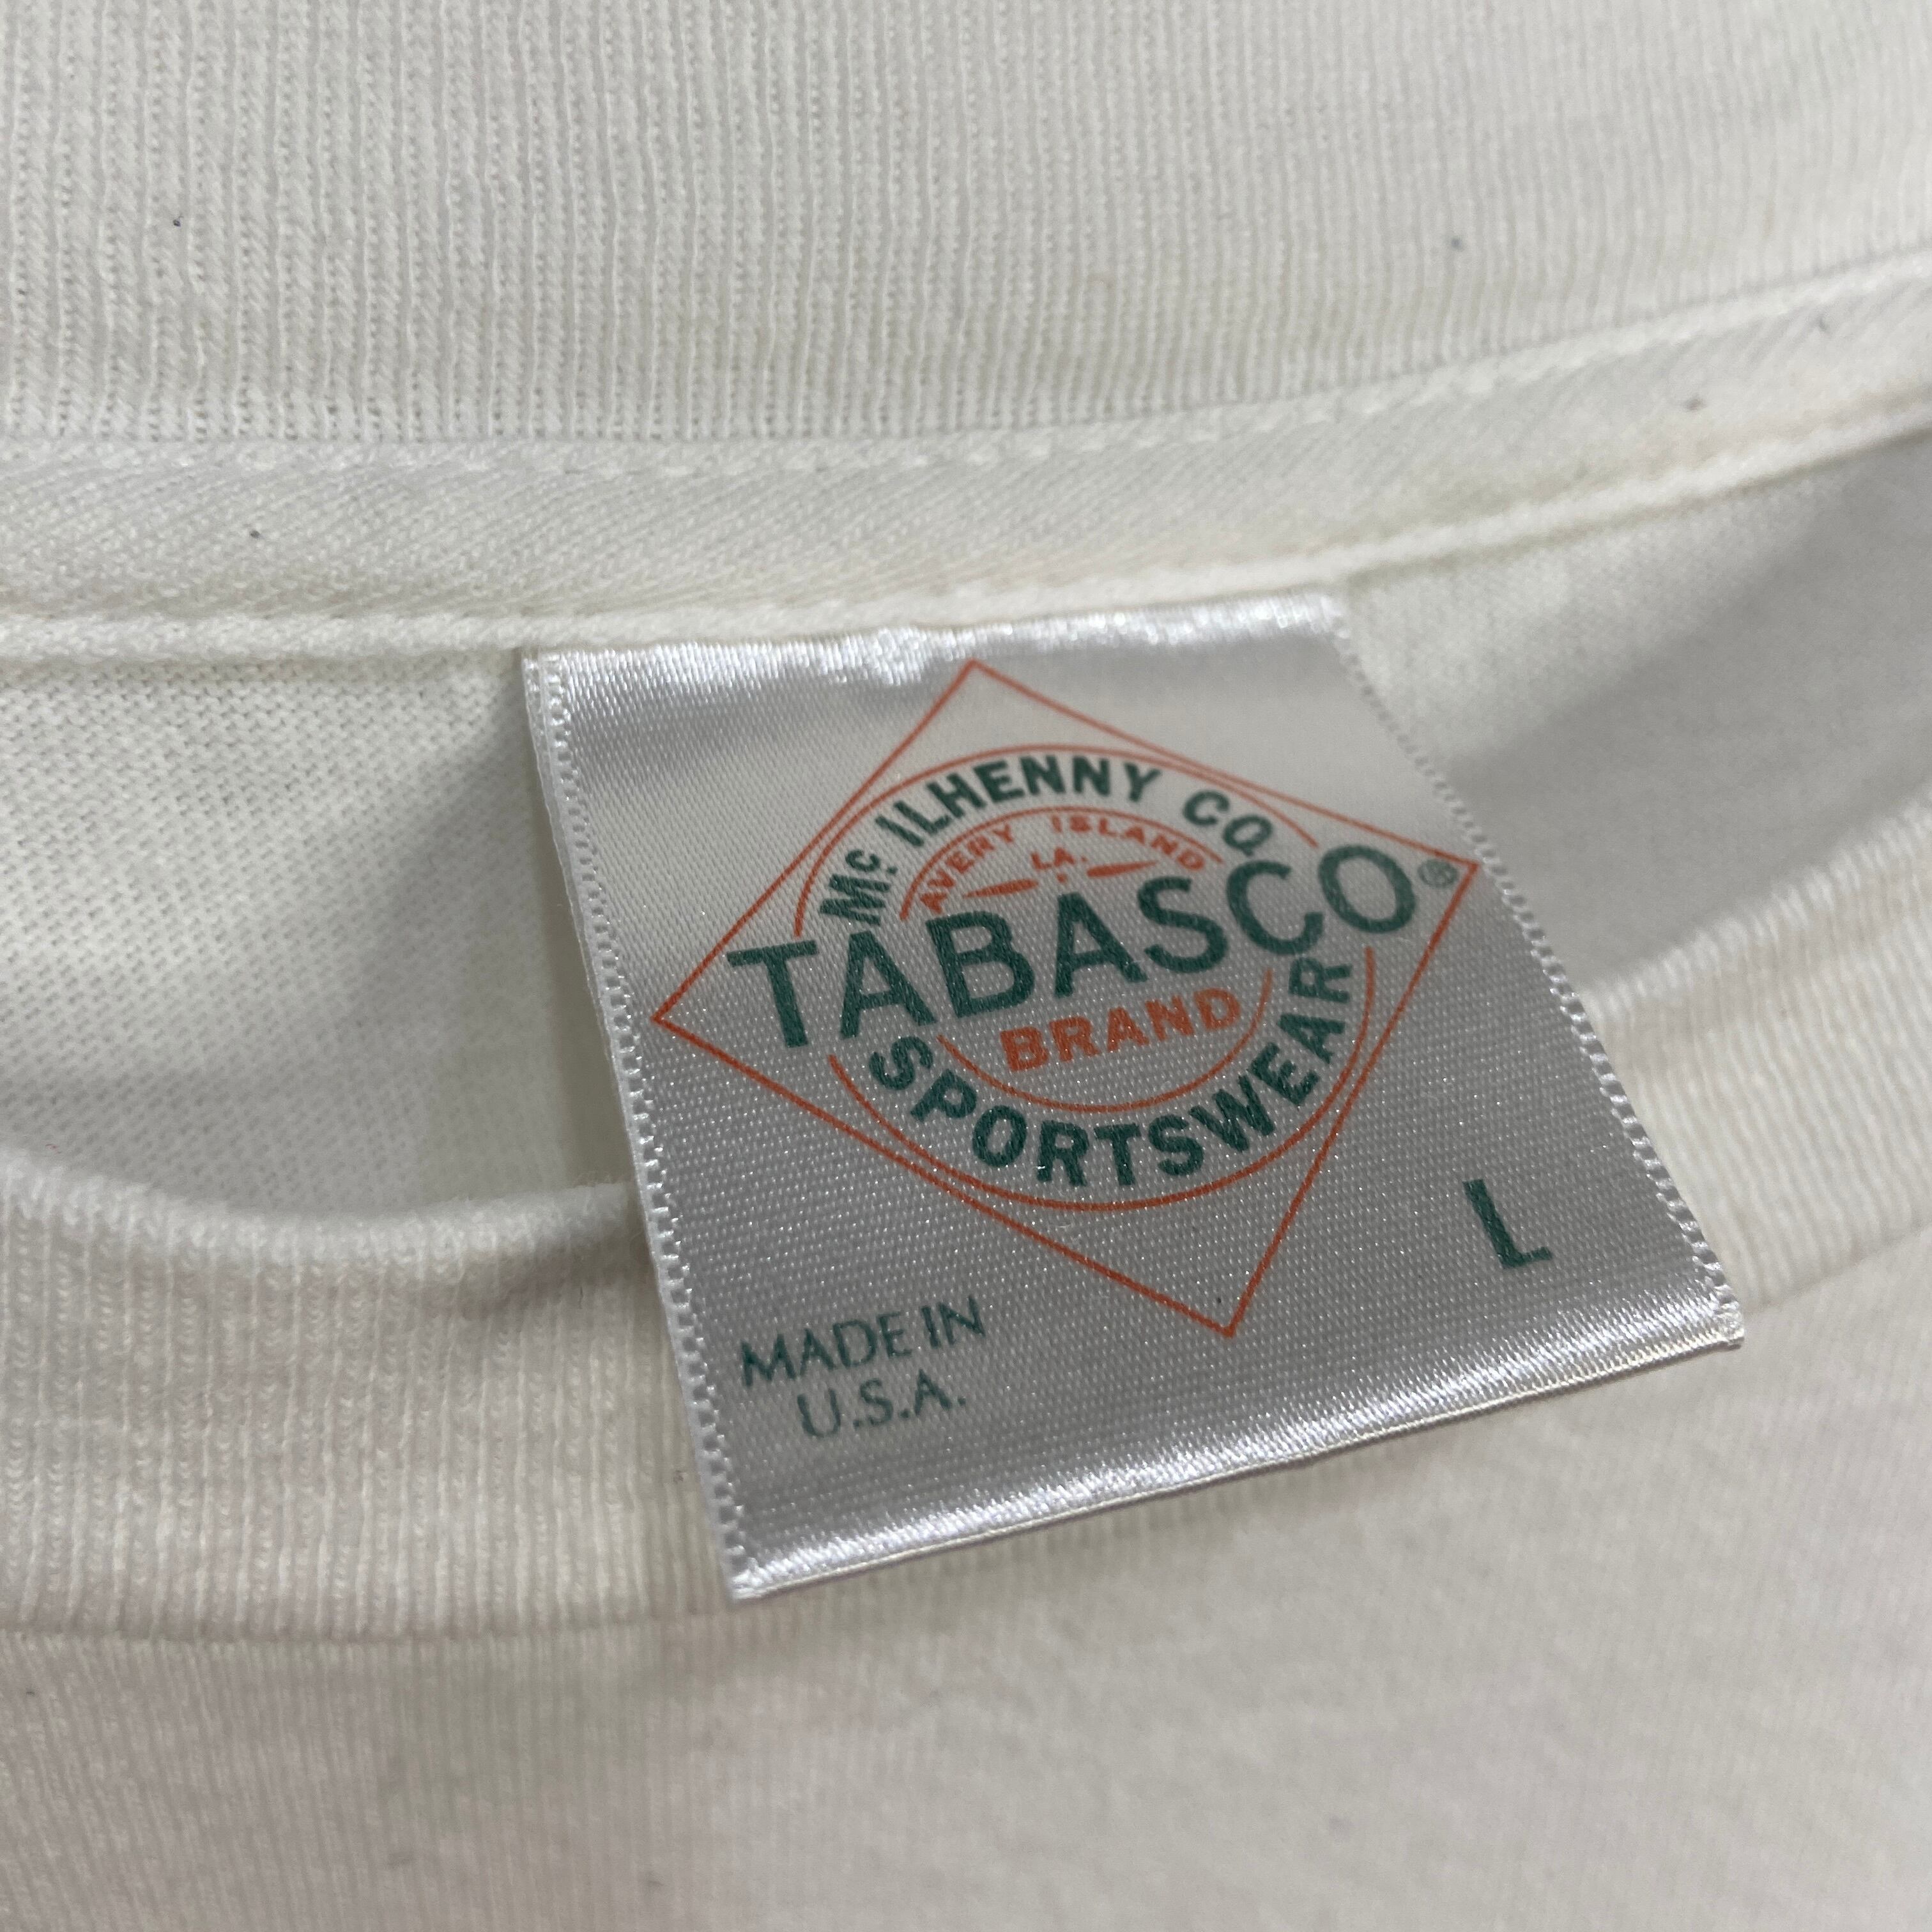 Mc ILHENNY CO.
AVERY ISLAND
LA.
TABASCO®
BRAND
SPORTSWEAR
L
MADE IN
U.S.A.